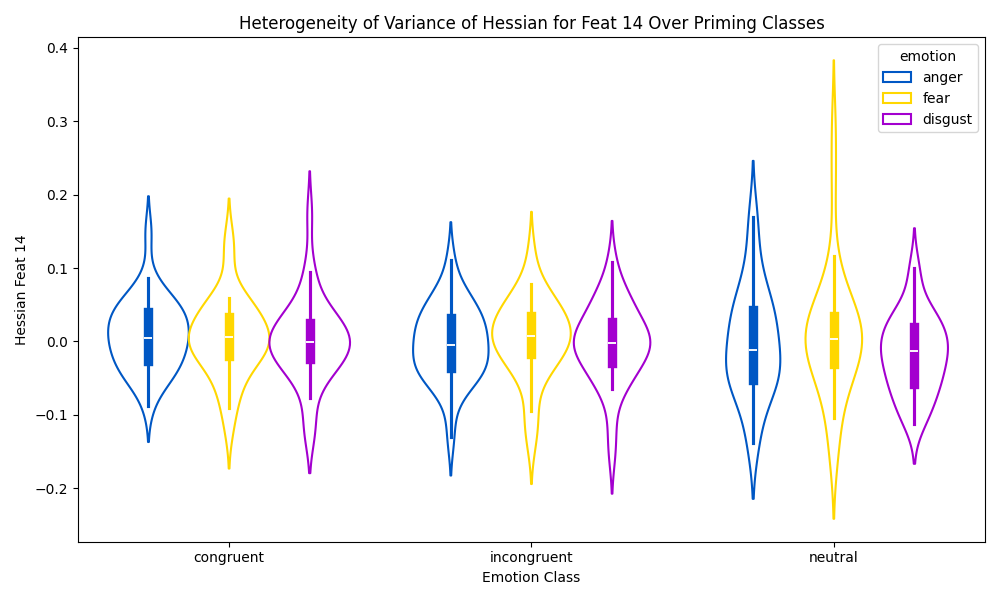 Heterogeneity of Variance of Hessian for Feat 14 Over Priming Classes
emotion
anger
fear
disgust
Hessian Feat 14
0.4
0.3
0.2
0.1
0.0
−0.1
−0.2
congruent
incongruent
neutral
Emotion Class